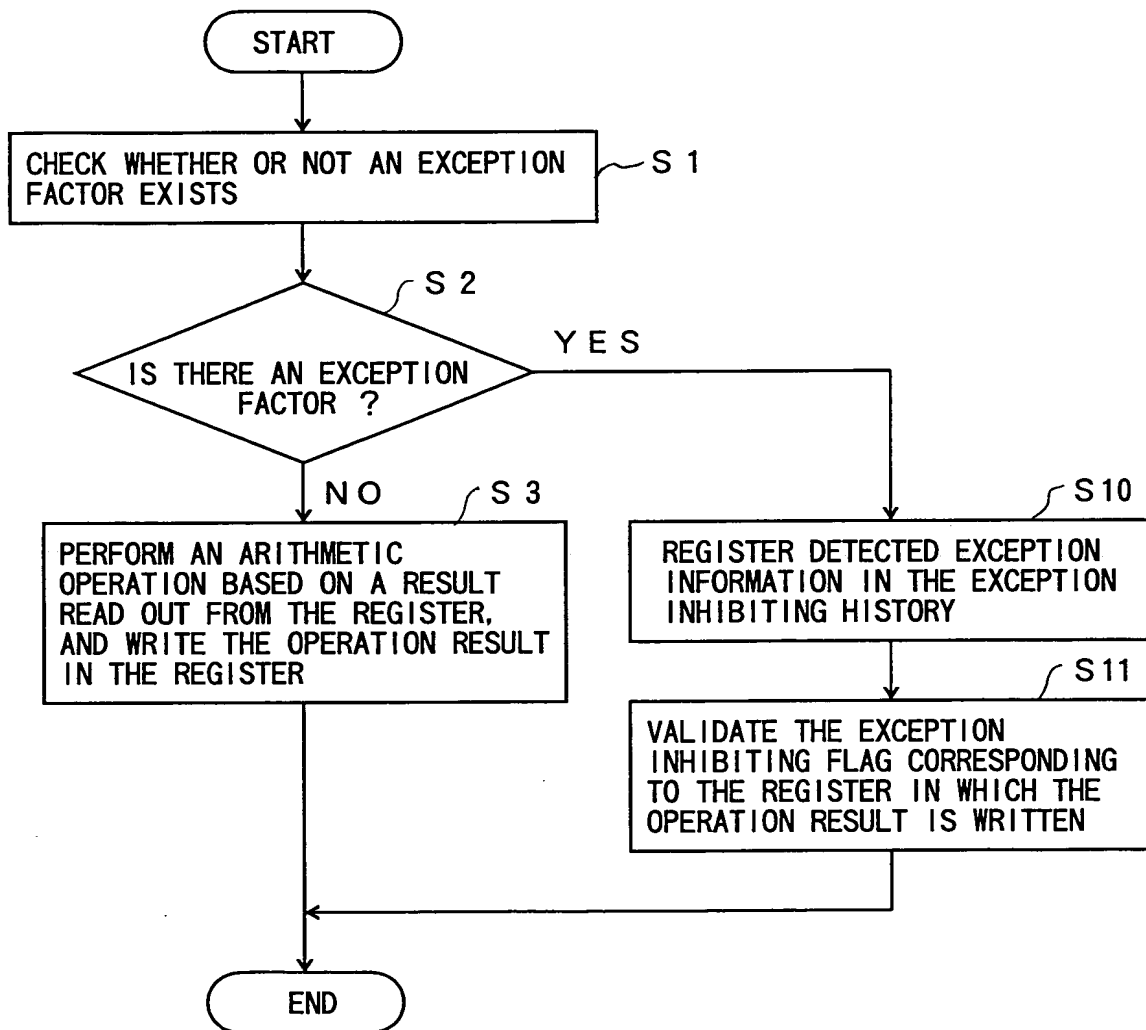 START
CHECK WHETHER OR NOT AN EXCEPTION
FACTOR EXISTS
S1
S2
IS THERE AN EXCEPTION
FACTOR ?
YES
NO
S3
PERFORM AN ARITHMETIC
OPERATION BASED ON A RESULT
READ OUT FROM THE REGISTER,
AND WRITE THE OPERATION RESULT
IN THE REGISTER
S10
REGISTER DETECTED EXCEPTION
INFORMATION IN THE EXCEPTION
INHIBITING HISTORY
S11
VALIDATE THE EXCEPTION
INHIBITING FLAG CORRESPONDING
TO THE REGISTER IN WHICH THE
OPERATION RESULT IS WRITTEN
END